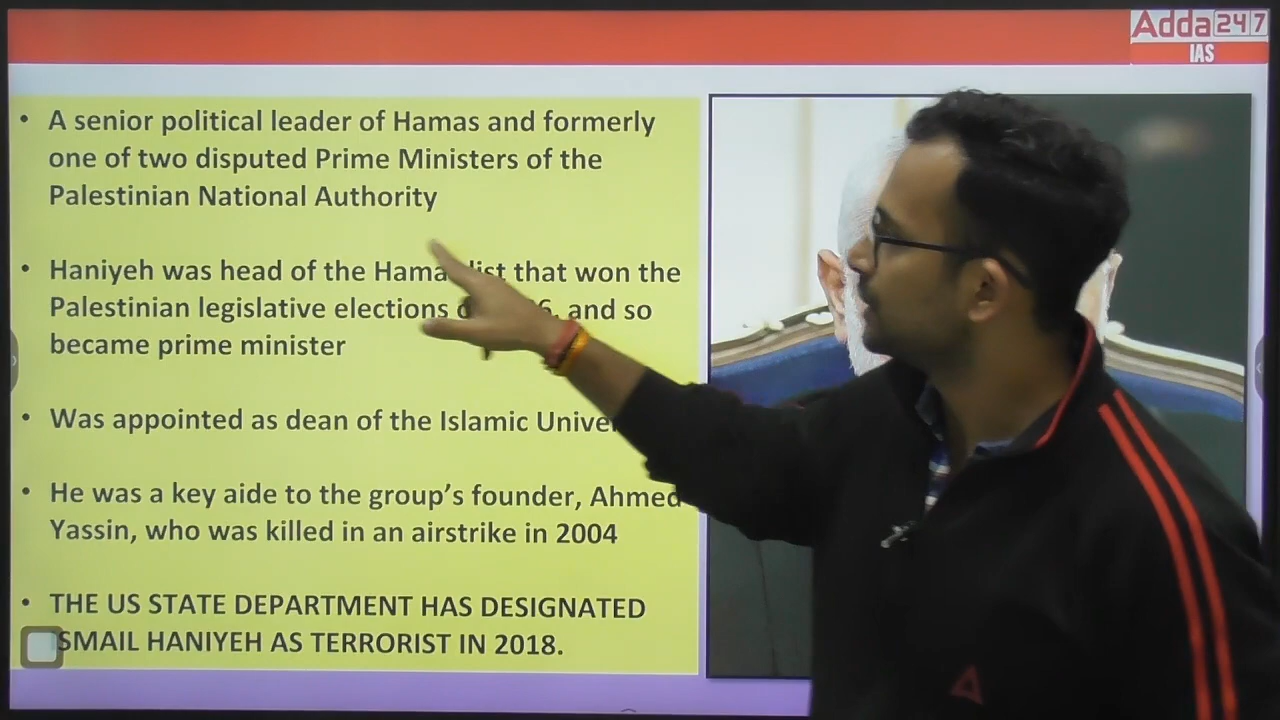 Adda247
IAS
• A senior political leader of Hamas and formerly
one of two disputed Prime Ministers of the
Palestinian National Authority
• Haniyeh was head of the list that won the
Palestinian legislative elections and so
became prime minister
• Was appointed as dean of the Islamic
• He was a key aide to the group's founder, Ahmed
Yassin, who was killed in an airstrike in 2004
• THE US STATE DEPARTMENT HAS DESIGNATED
SMAIL HANIYEH AS TERRORIST IN 2018.